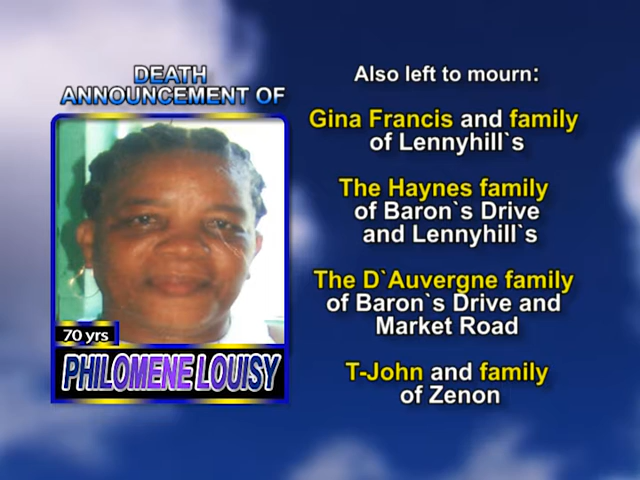 DEATH
ANNOUNCEMENT OF
70 yrs
PHILOMENE LOUISY
Also left to mourn:
Gina Francis and family
of Lennyhill`s
The Haynes family
of Baron`s Drive
and Lennyhill`s
The D`Auvergne family
of Baron`s Drive and
Market Road
T-John and family
of Zenon